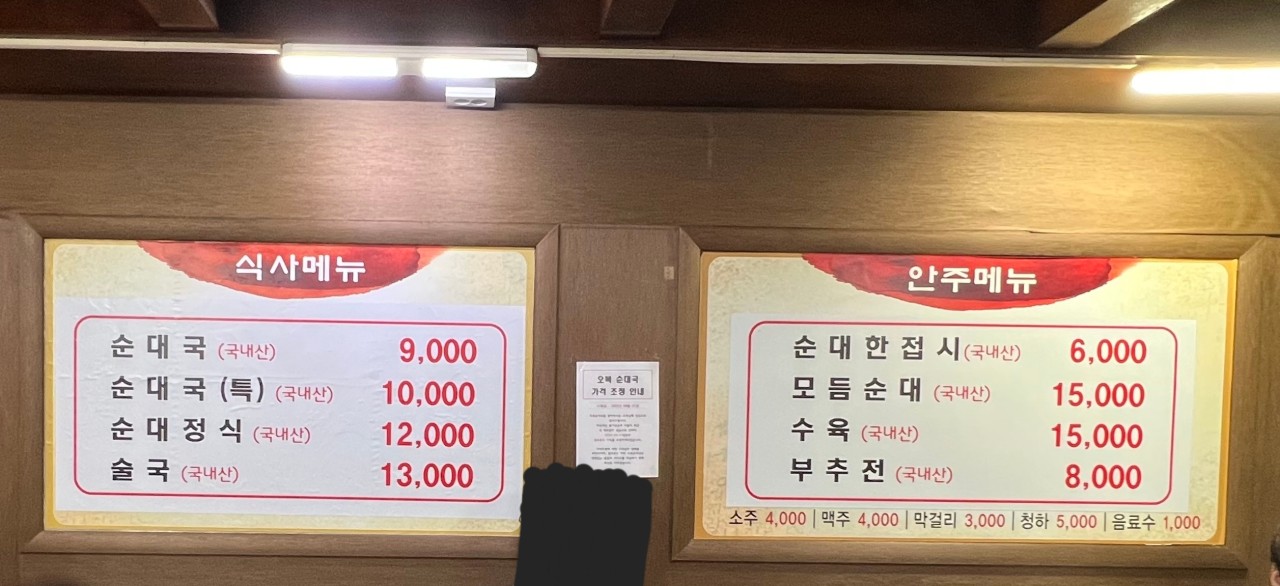 식사메뉴
순대국 (국내산) 9,000
순대국(특) (국내산) 10,000
순대정식 (국내산) 12,000
술국 (국내산) 13,000
오복 순대국
가격 조정 안내
안주메뉴
순대한접시(국내산) 6,000
모듬순대 (국내산) 15,000
수육 (국내산) 15,000
부추전 (국내산) 8,000
소주 4,000 | 맥주 4,000 | 막걸리 3,000 | 청하 5,000 | 음료수 1,000